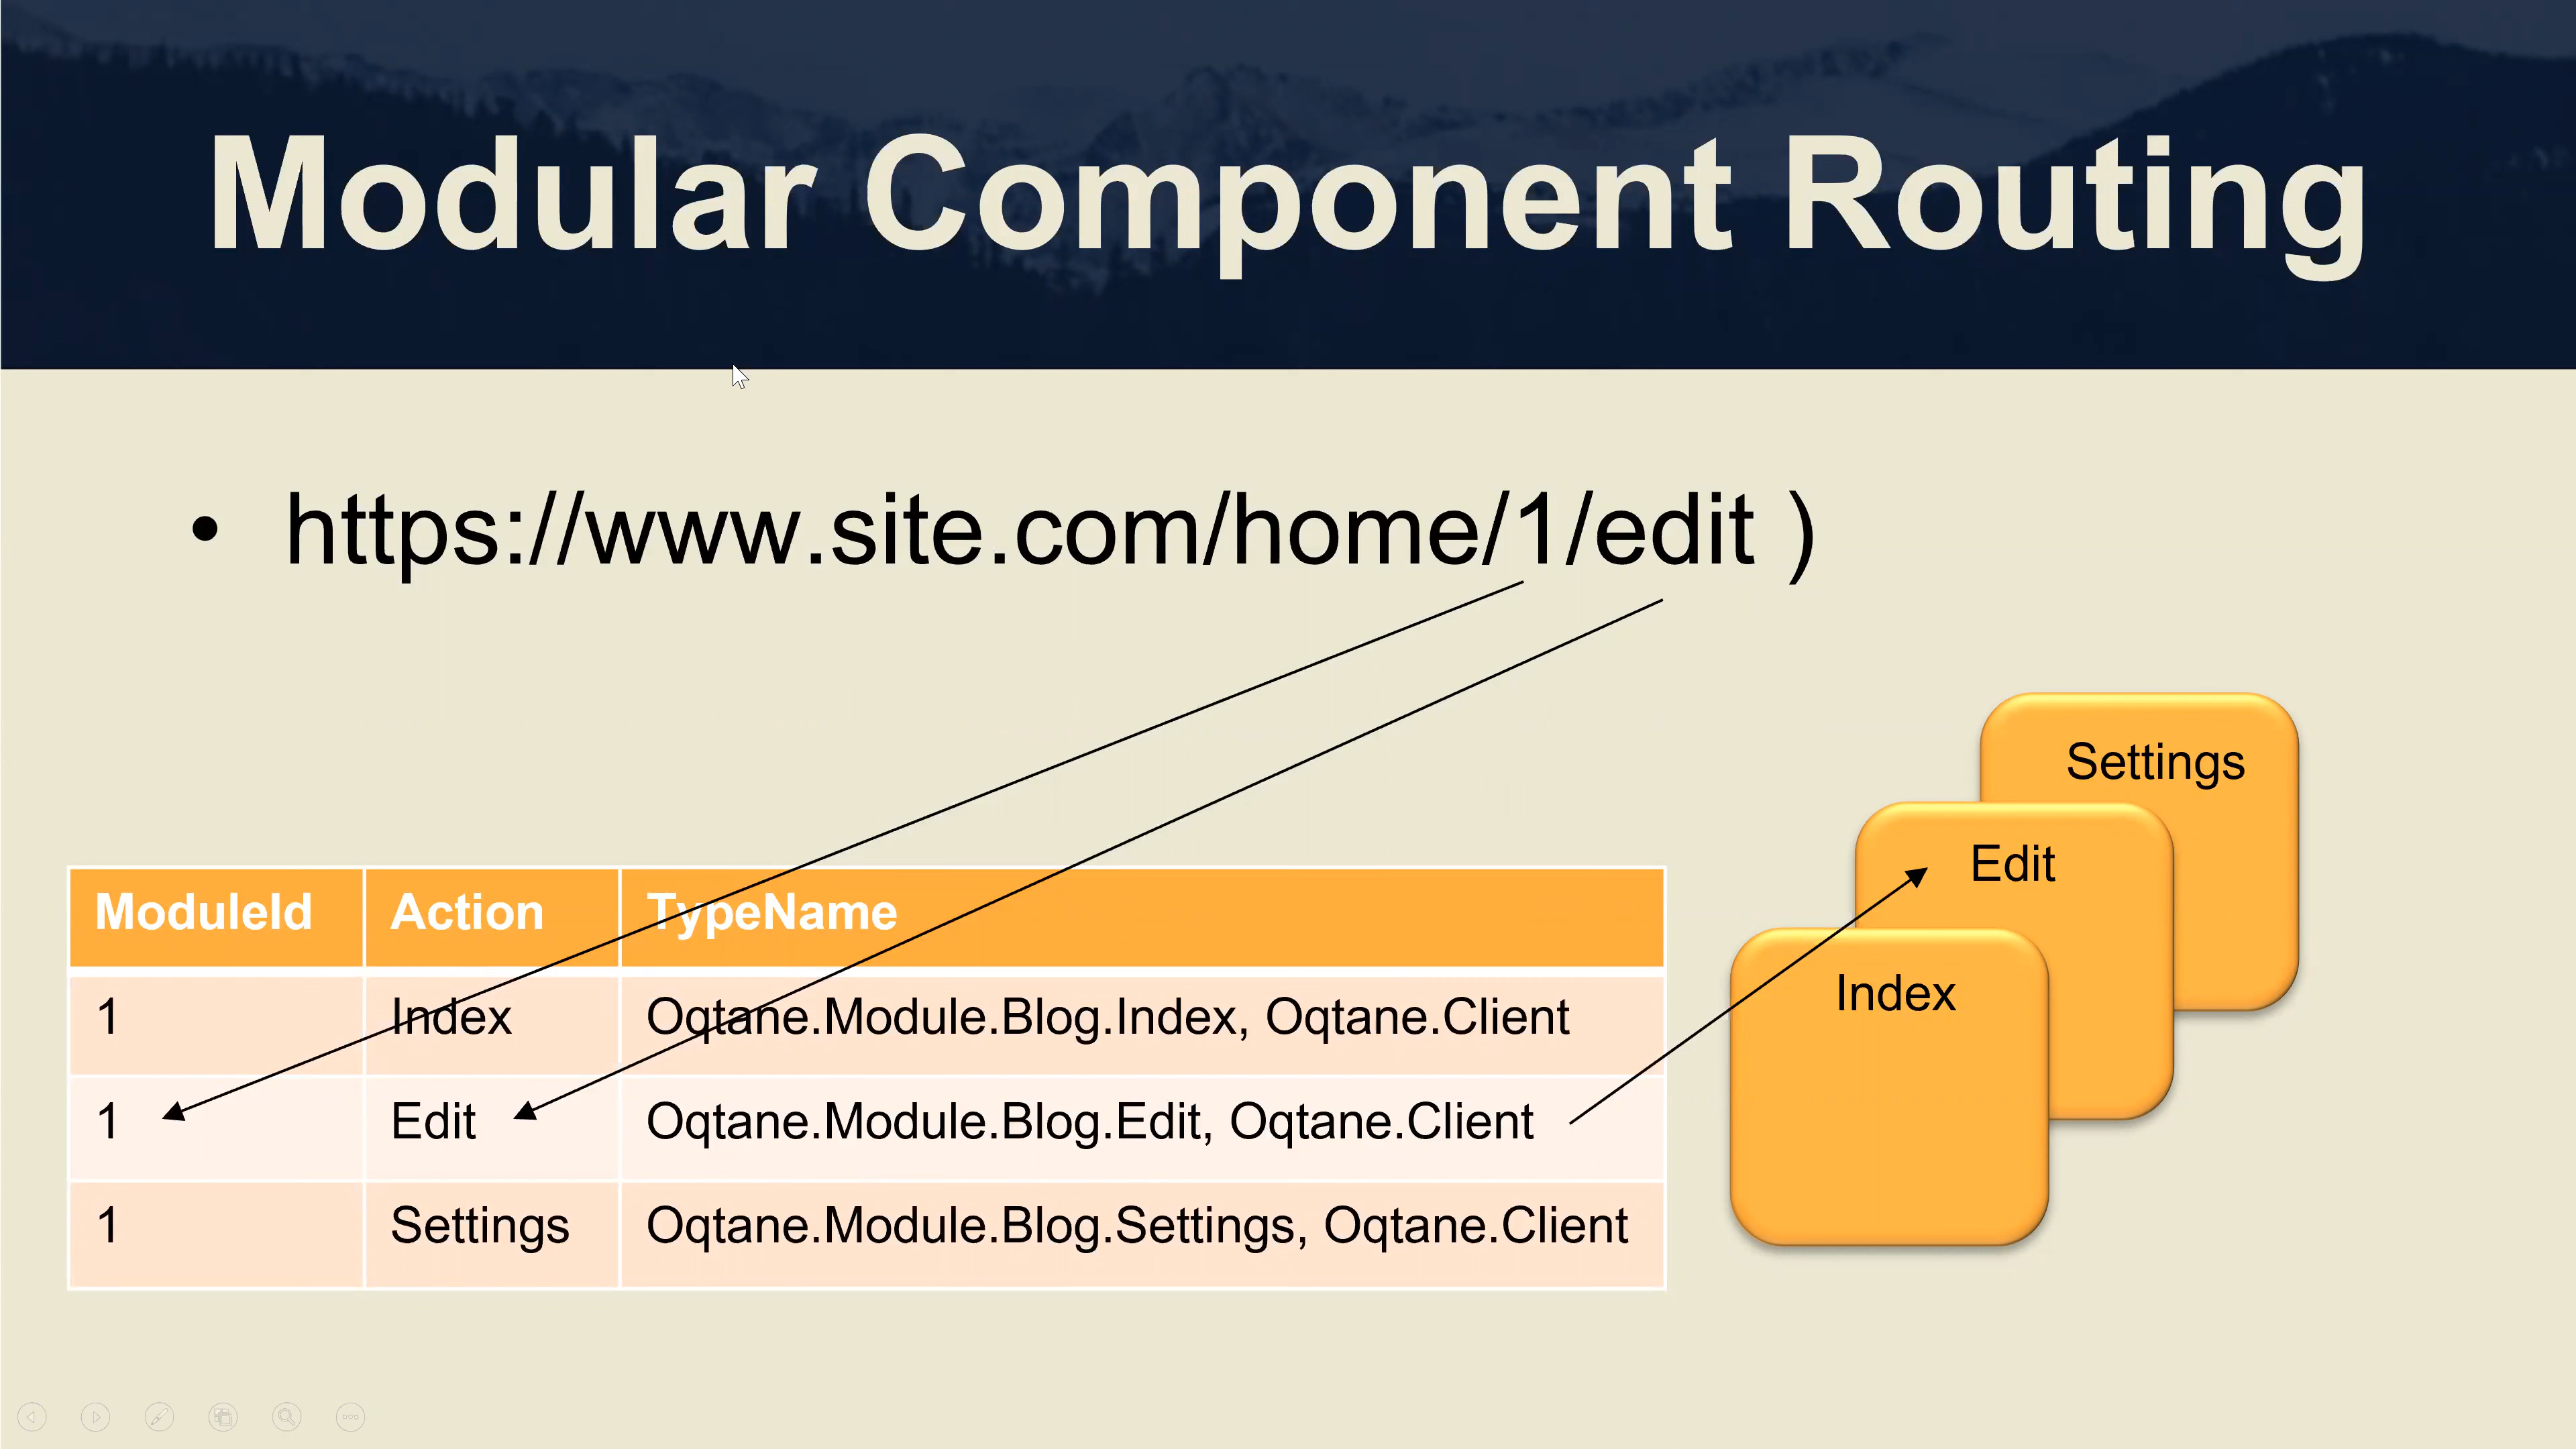 Modular Component Routing
• https://www.site.com/home/1/edit )
ModuleId Action TypeName
1 Index Oqtane.Module.Blog.Index, Oqtane.Client
1 Edit Oqtane.Module.Blog.Edit, Oqtane.Client
1 Settings Oqtane.Module.Blog.Settings, Oqtane.Client
Settings
Edit
Index